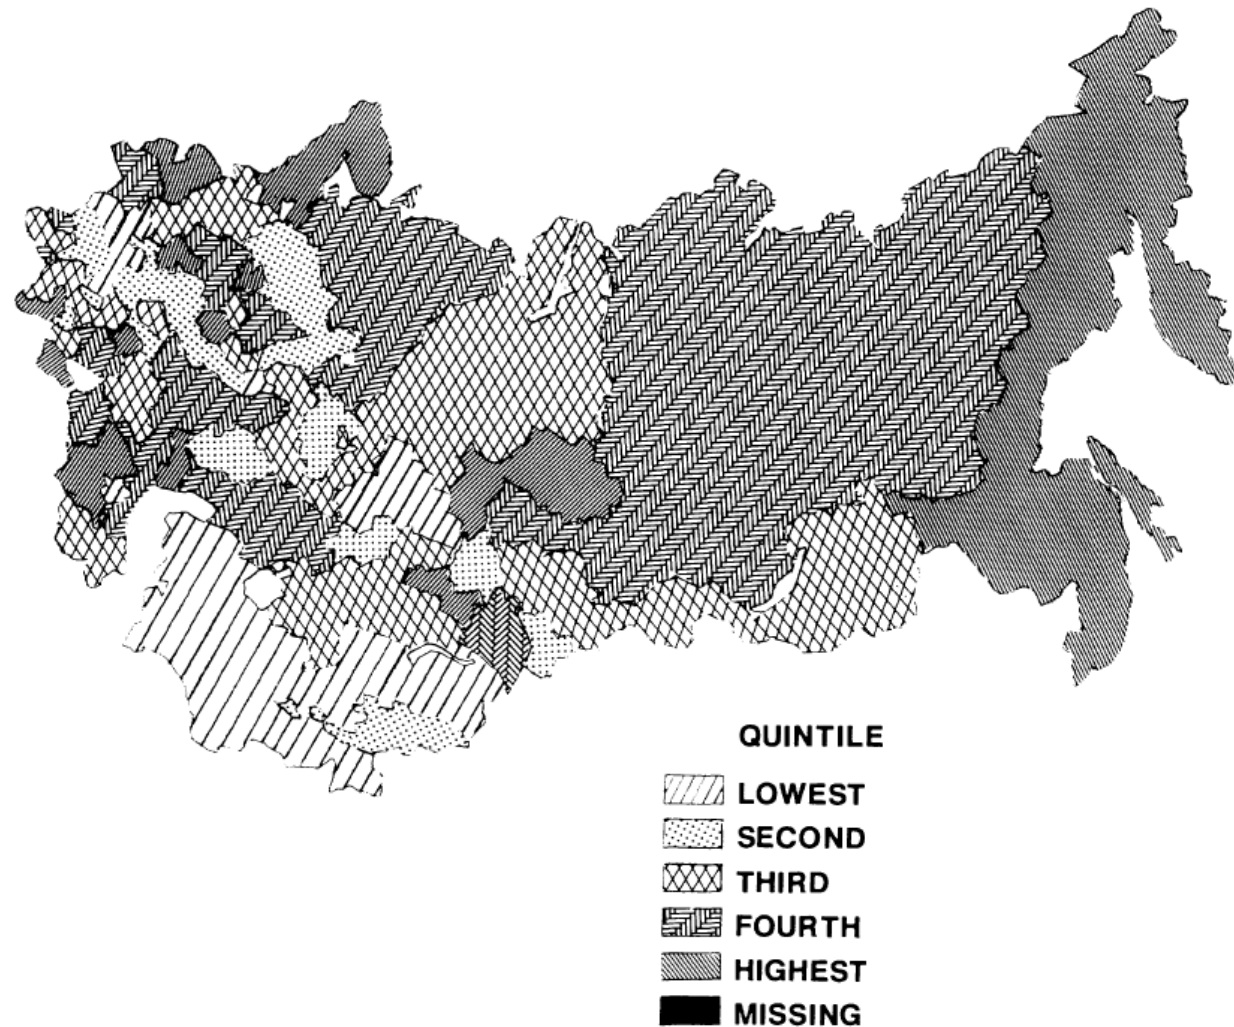 QUINTILE
LOWEST
SECOND
THIRD
FOURTH
HIGHEST
MISSING